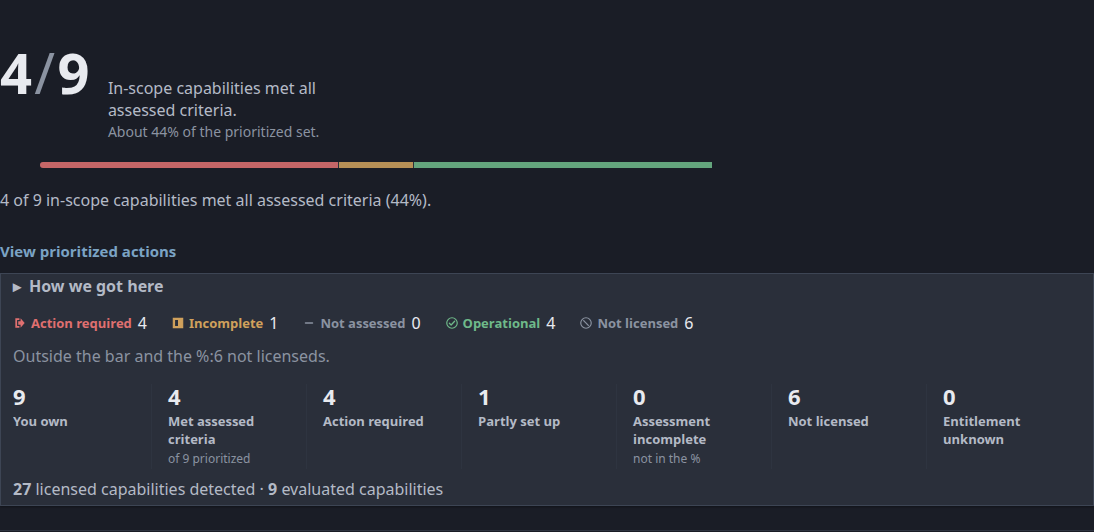 4/9
In-scope capabilities met all
assessed criteria.
About 44% of the prioritized set.
4 of 9 in-scope capabilities met all assessed criteria (44%).
View prioritized actions
▶ How we got here
Action required 4 Incomplete 1 — Not assessed 0 Operational 4 Not licensed 6
Outside the bar and the %:6 not licenseds.
9 4 4 1 0 6 0
You own Met assessed Action required Partly set up Assessment Not licensed Entitlement
criteria incomplete unknown
of 9 prioritized not in the %
27 licensed capabilities detected · 9 evaluated capabilities